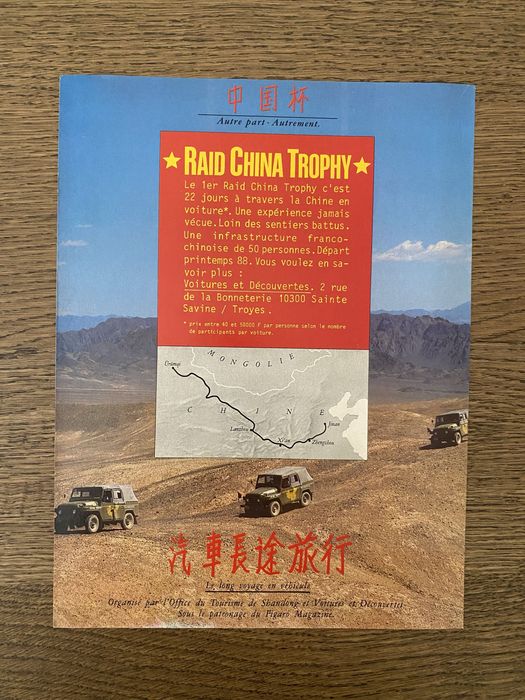 中国杯
Autre part - Autrement.
★ RAID CHINA TROPHY ★
Le 1er Raid China Trophy c'est
22 jours à travers la Chine en
voiture*. Une expérience jamais
vécue. Loin des sentiers battus.
Une infrastructure franco-
chinoise de 50 personnes. Départ
printemps 88. Vous voulez en sa-
voir plus :
Voitures et Découvertes. 2 rue
de la Bonneterie 10300 Sainte
Savine / Troyes.
* prix entre 40 et 50000 F par personne selon le nombre
de participants par voiture.
MONGOLIE
Ürümqi
CHINE
Jinan
Lanzhou
Xi'an
Zhengzhou
汽車長途旅行
Le long voyage en véhicule
Organisé par l'Office du Tourisme de Shandong et Voitures et Découvertes
Sous le patronage du Figaro Magazine.